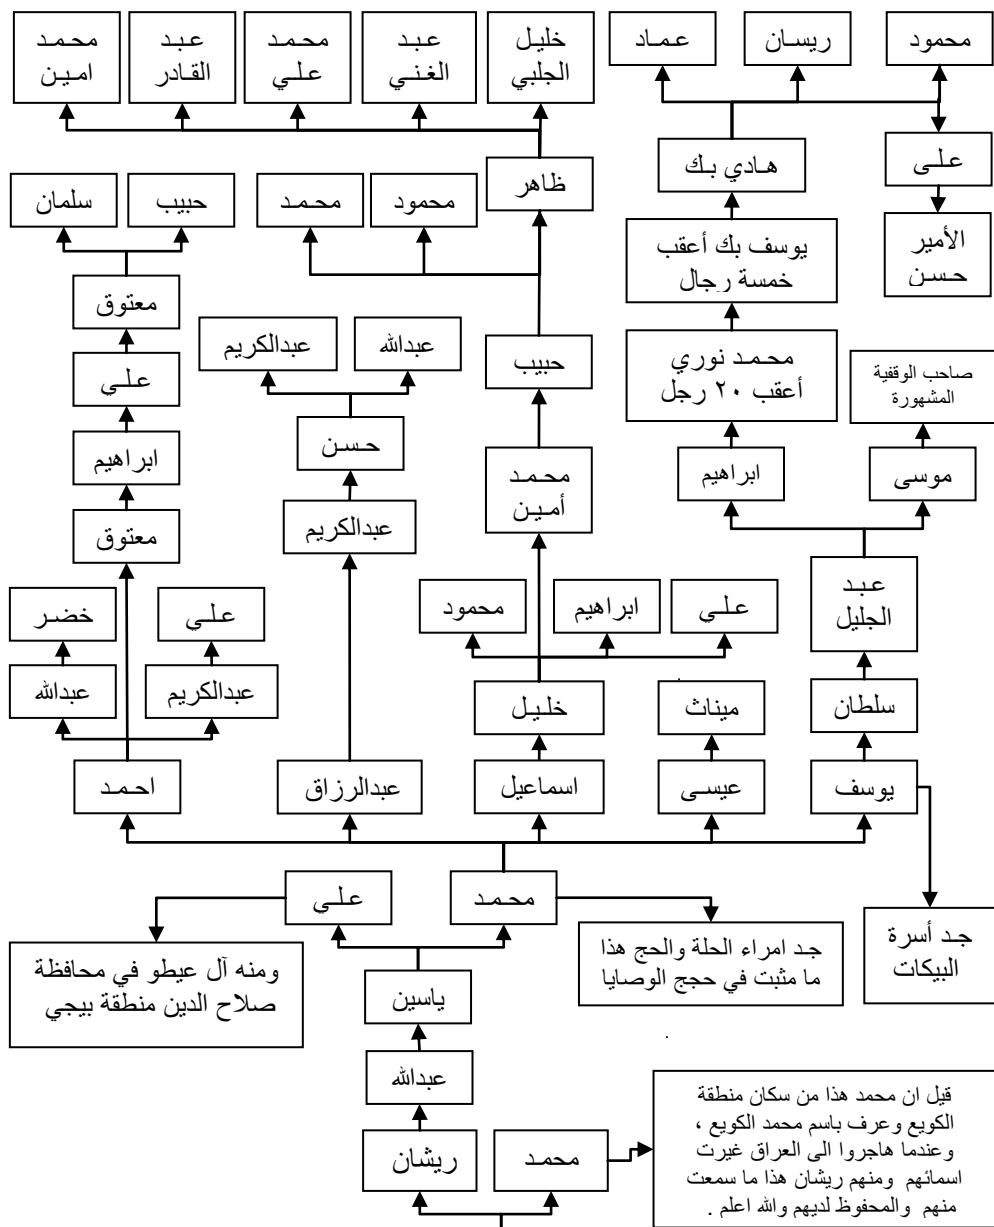 محمود
ريسان
عماد
خليل
الجلبي
عبد
الغني
محمد
علي
عبد
القادر
محمد
امين
على
هادي بك
ظاهر
الأمير
حسن
يوسف بك أعقب
خمسة رجال
محمود
محمد
حبيب
سلمان
معتوق
محمد نوري
أعقب ٢٠ رجل
صاحب الوقفية
المشهورة
حبيب
عبدالله
عبدالكريم
علي
موسى
ابراهيم
محمد
أمين
حسن
ابراهيم
عبدالكريم
معتوق
عبد
الجليل
علي
ابراهيم
محمود
علي
خضر
سلطان
ميناث
خليل
عبدالكريم
عبدالله
يوسف
عيسى
اسماعيل
عبدالرزاق
احمد
محمد
علي
جد أسرة
البيكات
جد امراء الحلة والحج هذا
ما مثبت في حجج الوصايا
ومنه آل عيطو في محافظة
صلاح الدين منطقة بيجي
ياسين
عبدالله
قيل ان محمد هذا من سكان منطقة
الكويع وعرف باسم محمد الكويع ،
وعندما هاجروا الى العراق غيرت
اسمائهم ومنهم ريشان هذا ما سمعت
منهم والمحفوظ لديهم والله اعلم .
محمد
ريشان